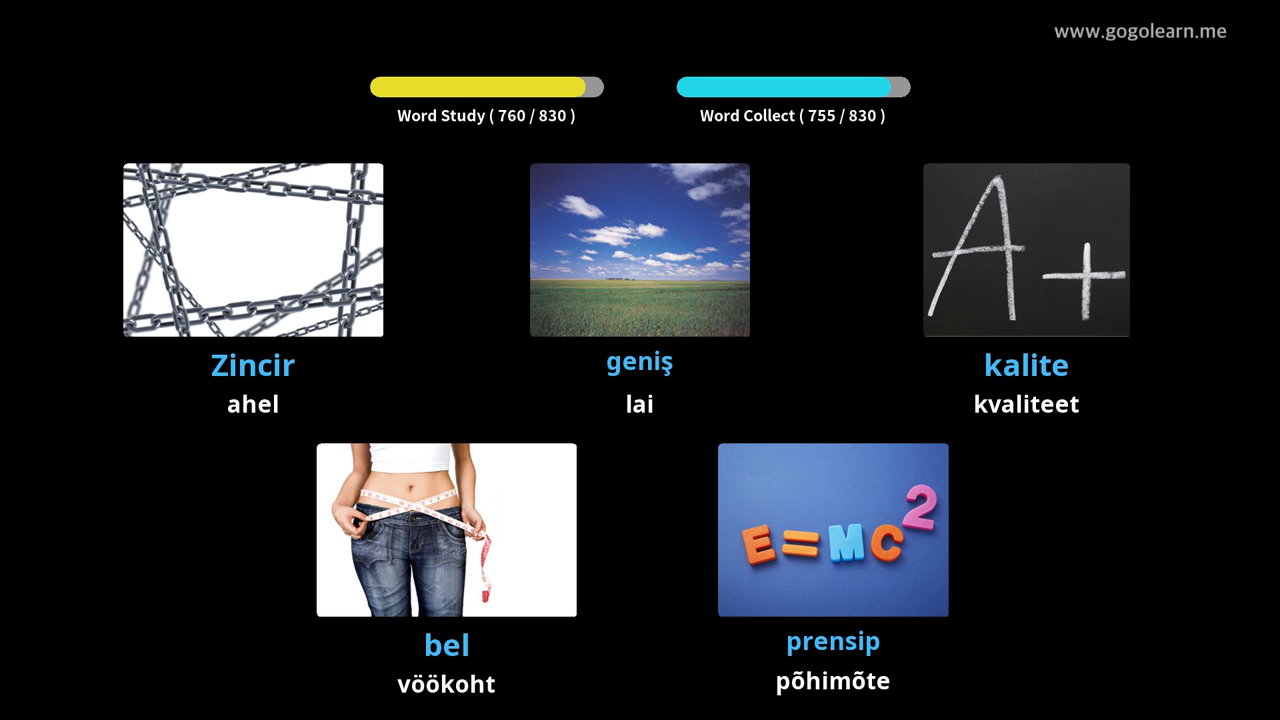 www.gogolearn.me
Word Study ( 760 / 830 )
Word Collect ( 755 / 830 )
A+
Zincir
ahel
geniş
lai
kalite
kvaliteet
E=MC2
bel
vöökoht
prensip
põhimõte